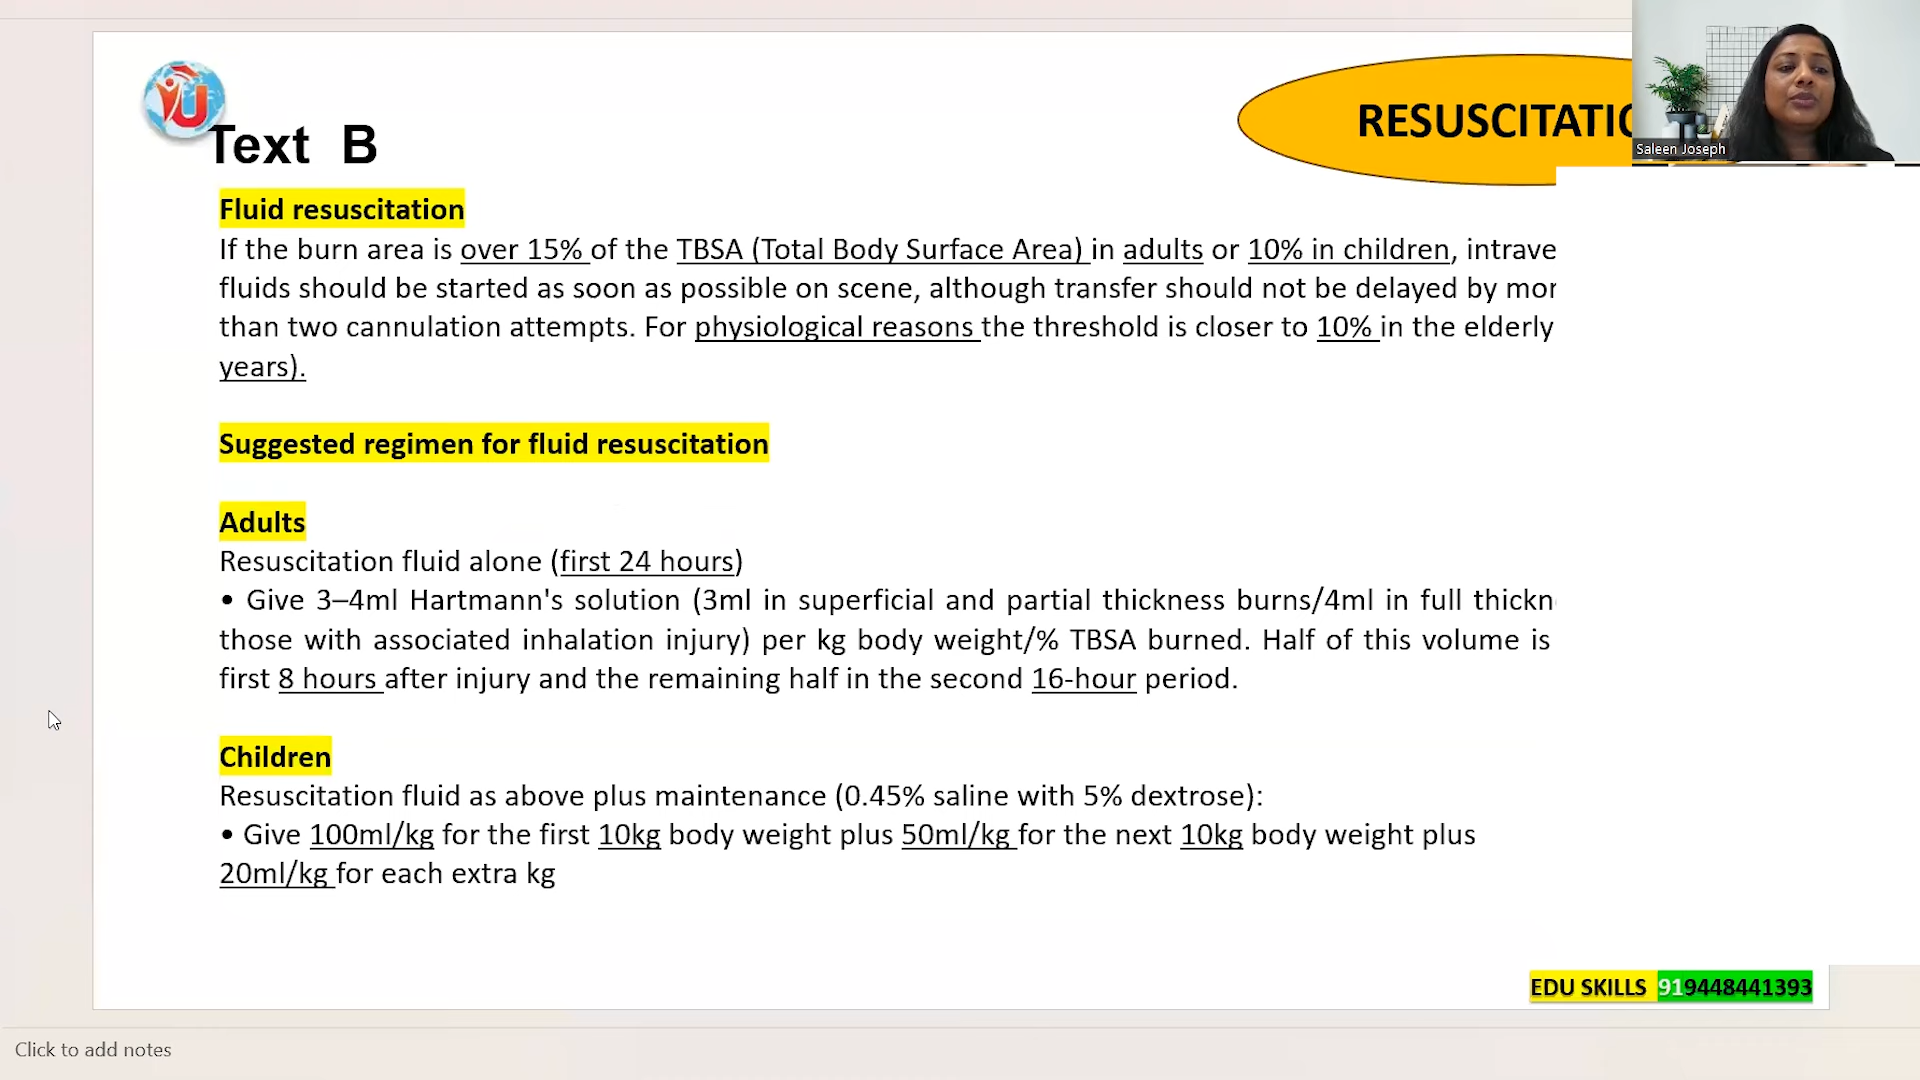 Text B
RESUSCITATIO
Saleen Joseph
Fluid resuscitation
If the burn area is over 15% of the TBSA (Total Body Surface Area) in adults or 10% in children, intrave
fluids should be started as soon as possible on scene, although transfer should not be delayed by mor
than two cannulation attempts. For physiological reasons the threshold is closer to 10% in the elderly
years).
Suggested regimen for fluid resuscitation
Adults
Resuscitation fluid alone (first 24 hours)
• Give 3–4ml Hartmann's solution (3ml in superficial and partial thickness burns/4ml in full thickn
those with associated inhalation injury) per kg body weight/% TBSA burned. Half of this volume is
first 8 hours after injury and the remaining half in the second 16-hour period.
Children
Resuscitation fluid as above plus maintenance (0.45% saline with 5% dextrose):
• Give 100ml/kg for the first 10kg body weight plus 50ml/kg for the next 10kg body weight plus
20ml/kg for each extra kg
EDU SKILLS 919448441393
Click to add notes